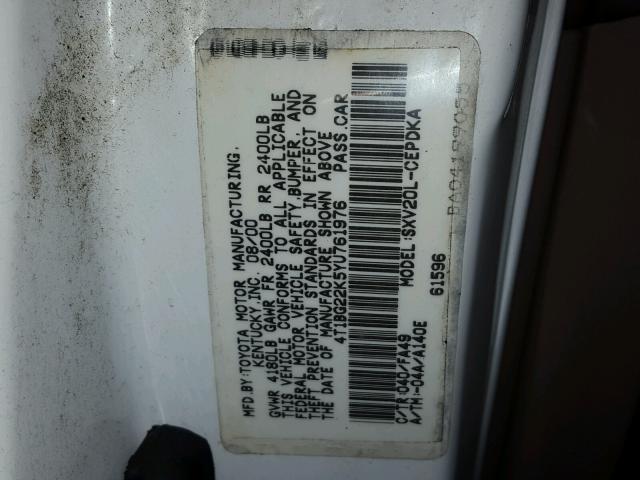 MFD.BY:TOYOTA MOTOR MANUFACTURING,
KENTUCKY,INC. 08/00
GVWR 4180LB GAWR FR 2400LB RR 2400LB
THIS VEHICLE CONFORMS TO ALL APPLICABLE
FEDERAL MOTOR VEHICLE SAFETY,BUMPER, AND
THEFT PREVENTION STANDARDS IN EFFECT ON
THE DATE OF MANUFACTURE SHOWN ABOVE
4T1BG22K5YU761976 PASS.CAR
MODEL:SXV20L-CEPDKA
61596
C/TR:040/FA49
A/TM:-04A/A140E